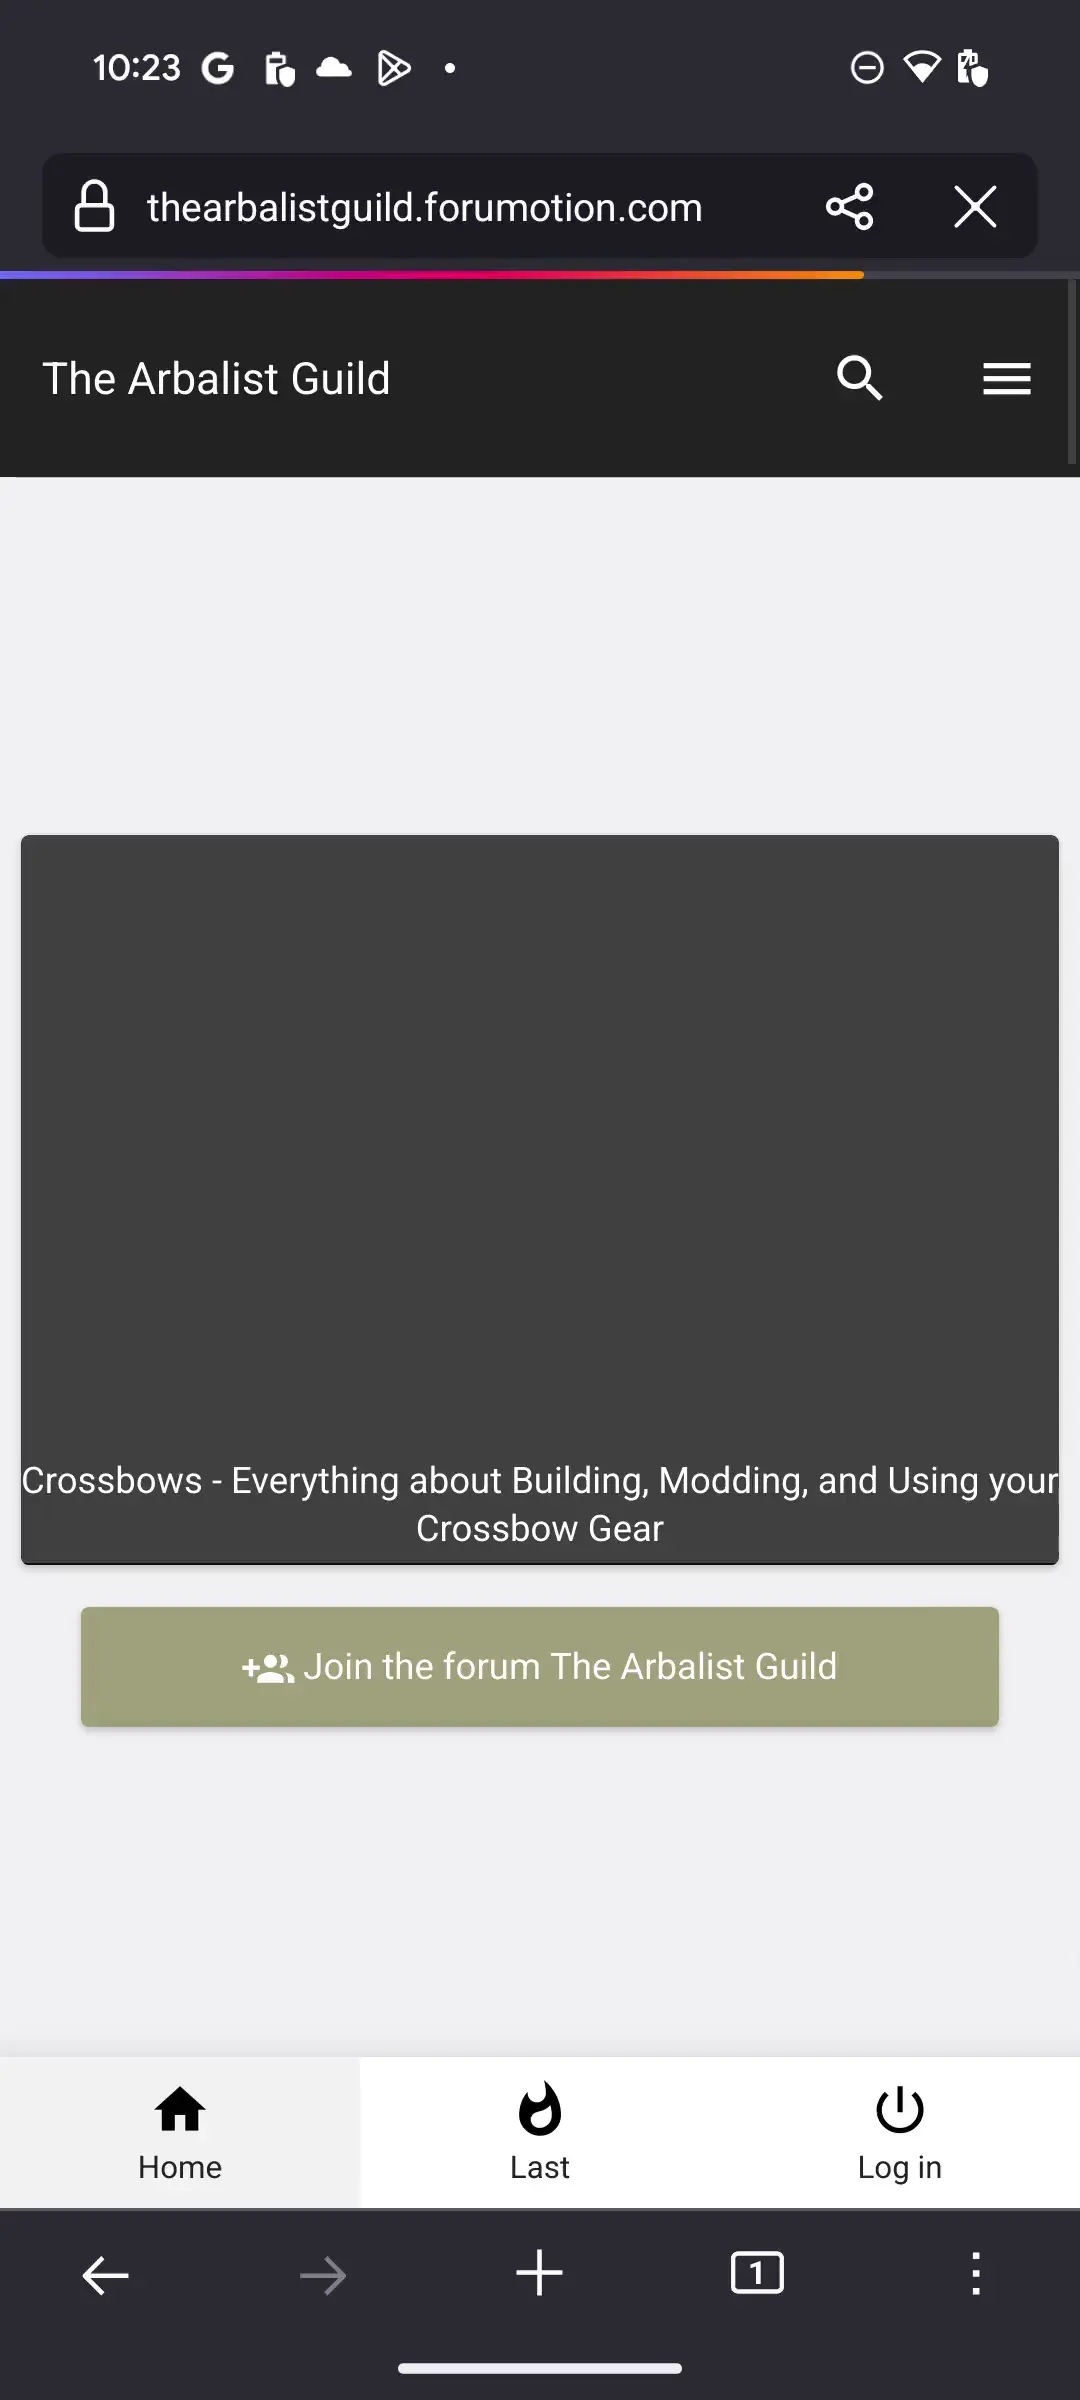 10:23
thearbalistguild.forumotion.com
The Arbalist Guild
Crossbows - Everything about Building, Modding, and Using your
Crossbow Gear
Join the forum The Arbalist Guild
Home
Last
Log in
1